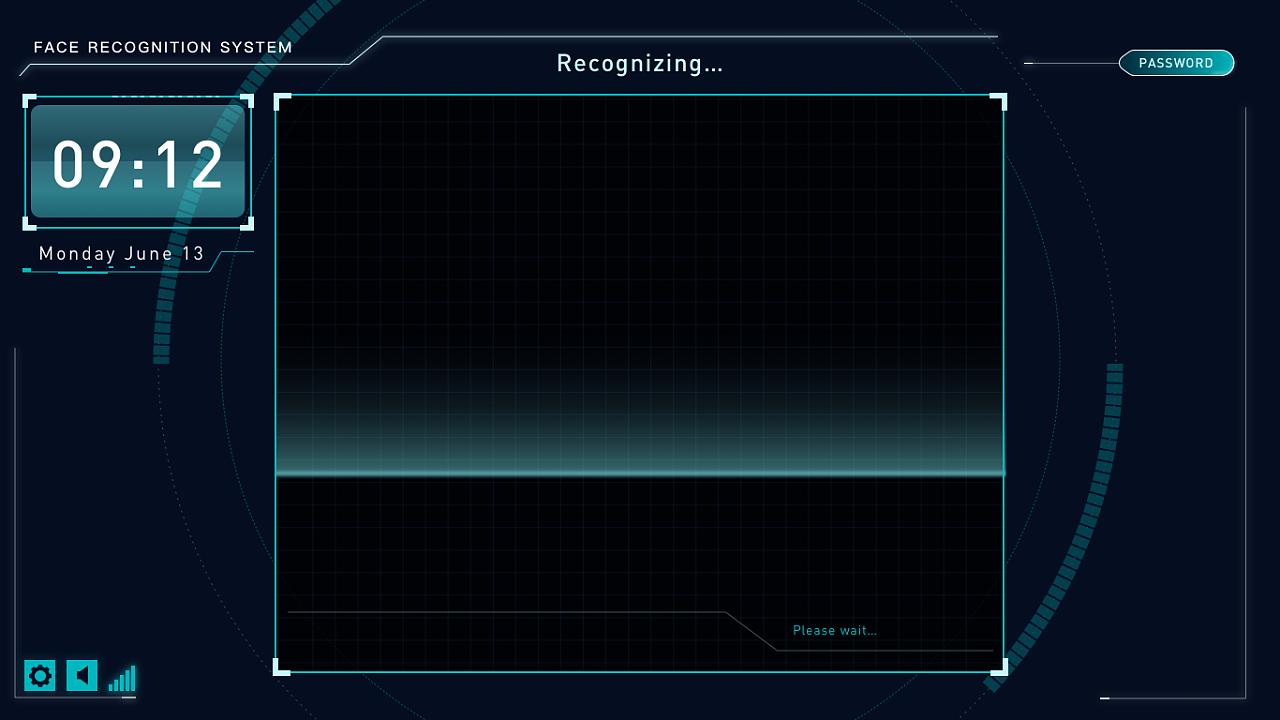 FACE RECOGNITION SYSTEM
Recognizing...
PASSWORD
09:12
Monday June 13
Please wait...